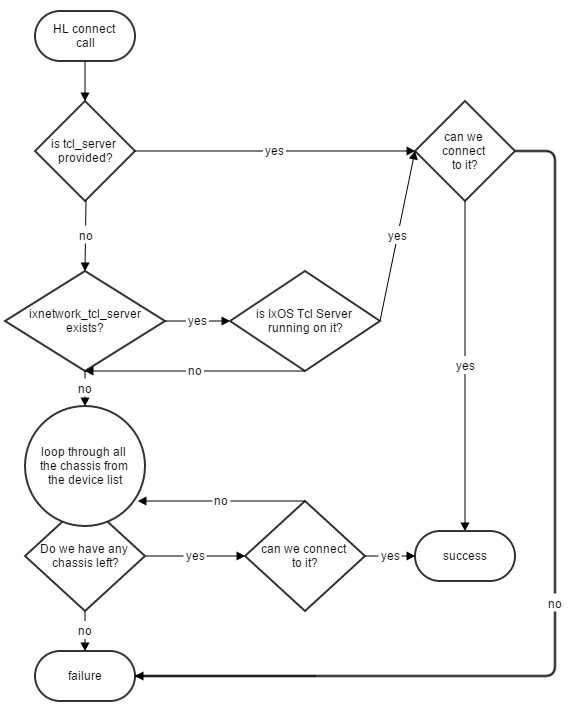 HL connect
call
is tcl_server
provided?
yes
can we
connect
to it?
no
yes
ixnetwork_tcl_server
exists?
yes
is IxOS Tcl Server
running on it?
no
yes
no
loop through all
the chassis from
the device list
no
Do we have any
chassis left?
yes
can we connect
to it?
yes
success
no
no
failure